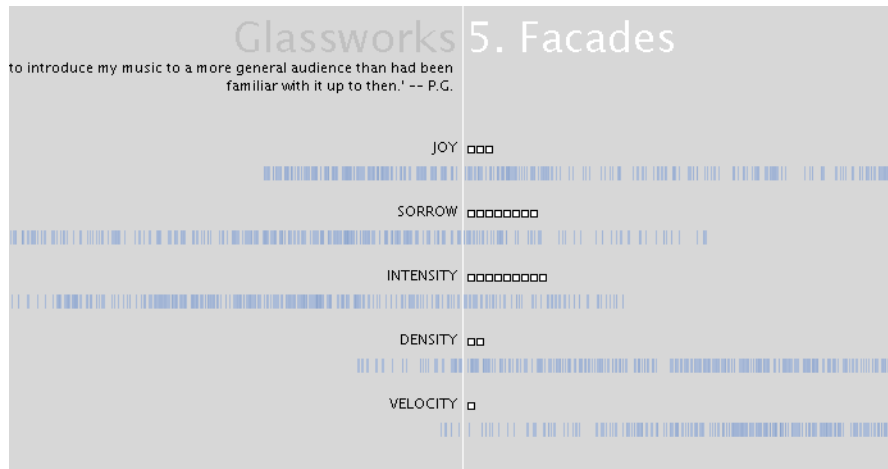 Glassworks 5. Facades
to introduce my music to a more general audience than had been
familiar with it up to then.' -- P.G.
JOY
SORROW
INTENSITY
DENSITY
VELOCITY